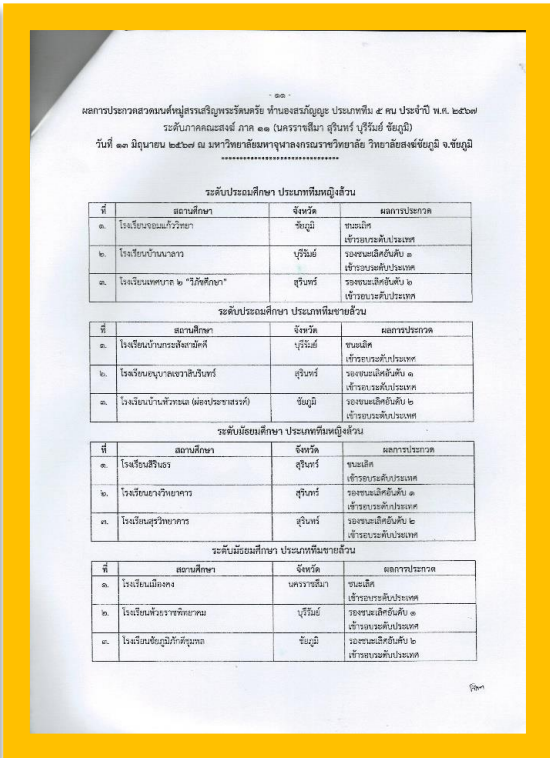 - ๑๑ -
ผลการประกวดสวดมนต์หมู่สรรเสริญพระรัตนตรัย ทำนองสรภัญญะ ประเภททีม ๕ คน ประจำปี พ.ศ. ๒๕๖๗
ระดับภาคคณะสงฆ์ ภาค ๑๑ (นครราชสีมา สุรินทร์ บุรีรัมย์ ชัยภูมิ)
วันที่ ๑๓ มิถุนายน ๒๕๖๗ ณ มหาวิทยาลัยมหาจุฬาลงกรณราชวิทยาลัย วิทยาลัยสงฆ์ชัยภูมิ จ.ชัยภูมิ
********************************
ระดับประถมศึกษา ประเภททีมหญิงล้วน
ที่ สถานศึกษา จังหวัด ผลการประกวด
๑. โรงเรียนจอมแก้ววิทยา ชัยภูมิ ชนะเลิศ
เข้ารอบระดับประเทศ
๒. โรงเรียนบ้านนาลาว บุรีรัมย์ รองชนะเลิศอันดับ ๑
เข้ารอบระดับประเทศ
๓. โรงเรียนเทศบาล ๒ "วิภัชศึกษา" สุรินทร์ รองชนะเลิศอันดับ ๒
เข้ารอบระดับประเทศ
ระดับประถมศึกษา ประเภททีมชายล้วน
ที่ สถานศึกษา จังหวัด ผลการประกวด
๑. โรงเรียนบ้านกระสังสามัคคี บุรีรัมย์ ชนะเลิศ
เข้ารอบระดับประเทศ
๒. โรงเรียนอนุบาลเขวาสินรินทร์ สุรินทร์ รองชนะเลิศอันดับ ๑
เข้ารอบระดับประเทศ
๓. โรงเรียนบ้านหัวทะเล (ผ่องประชาสรรค์) ชัยภูมิ รองชนะเลิศอันดับ ๒
เข้ารอบระดับประเทศ
ระดับมัธยมศึกษา ประเภททีมหญิงล้วน
ที่ สถานศึกษา จังหวัด ผลการประกวด
๑. โรงเรียนสิรินธร สุรินทร์ ชนะเลิศ
เข้ารอบระดับประเทศ
๒. โรงเรียนยางวิทยาคาร สุรินทร์ รองชนะเลิศอันดับ ๑
เข้ารอบระดับประเทศ
๓. โรงเรียนสุรวิทยาคาร สุรินทร์ รองชนะเลิศอันดับ ๒
เข้ารอบระดับประเทศ
ระดับมัธยมศึกษา ประเภททีมชายล้วน
ที่ สถานศึกษา จังหวัด ผลการประกวด
๑. โรงเรียนเมืองคง นครราชสีมา ชนะเลิศ
เข้ารอบระดับประเทศ
๒. โรงเรียนห้วยราชพิทยาคม บุรีรัมย์ รองชนะเลิศอันดับ ๑
เข้ารอบระดับประเทศ
๓. โรงเรียนชัยภูมิภักดีชุมพล ชัยภูมิ รองชนะเลิศอันดับ ๒
เข้ารอบระดับประเทศ